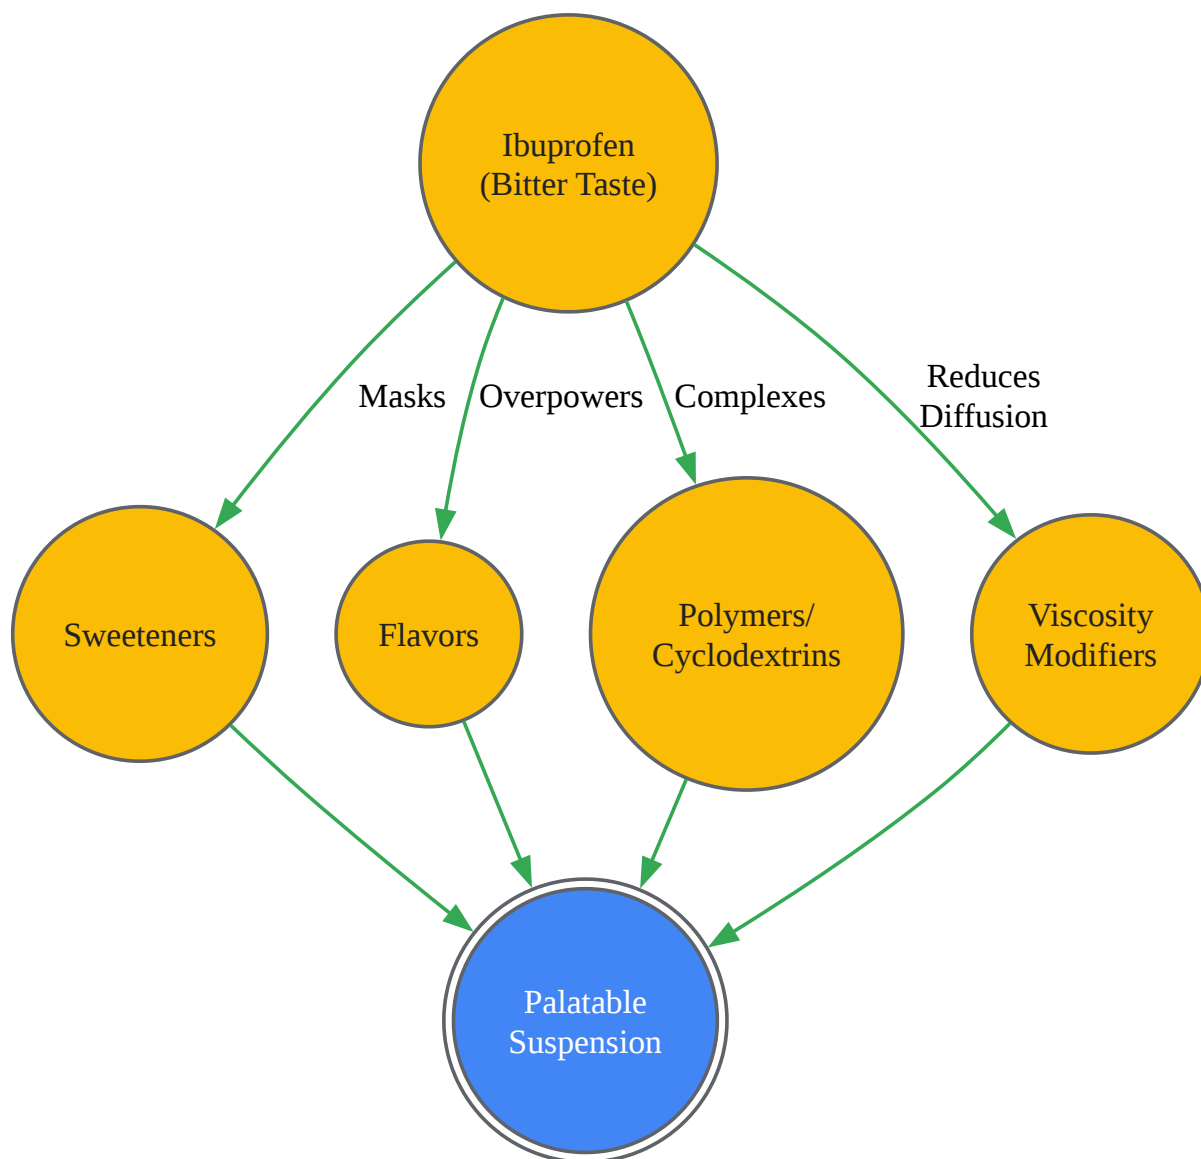 Ibuprofen
(Bitter Taste)
Masks
Overpowers
Complexes
Reduces
Diffusion
Sweeteners
Flavors
Polymers/
Cyclodextrins
Viscosity
Modifiers
Palatable
Suspension